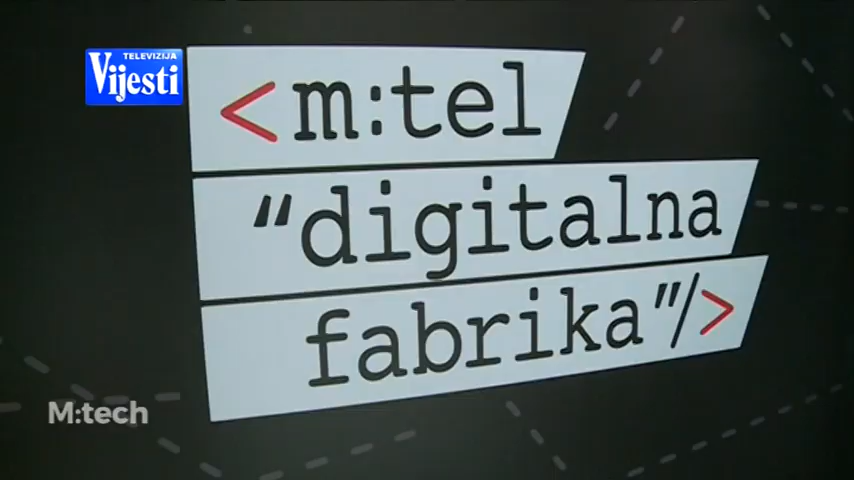 TELEVIZIJA
Vijesti
<m:tel
“digitalna
fabrika”/>
M:tech